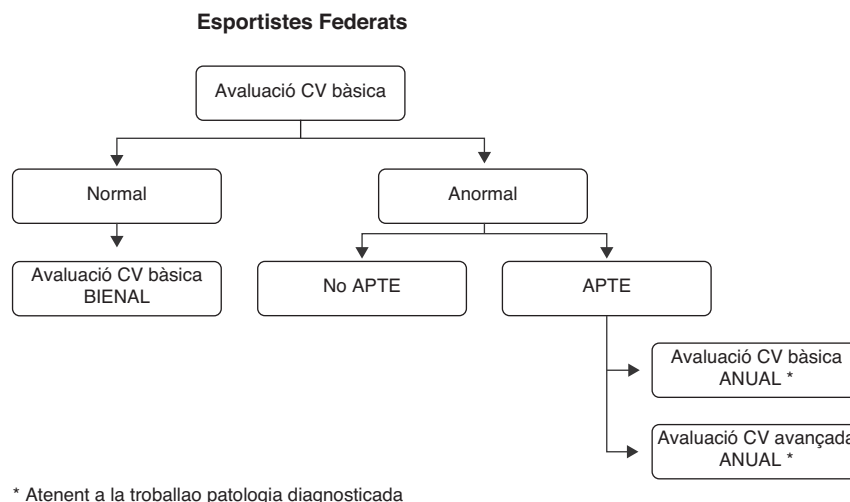 Esportistes Federats
Avaluació CV bàsica
Normal
Anormal
Avaluació CV bàsica
BIENAL
No APTE
APTE
Avaluació CV bàsica
ANUAL *
Avaluació CV avançada
ANUAL *
* Atenent a la troballao patologia diagnosticada